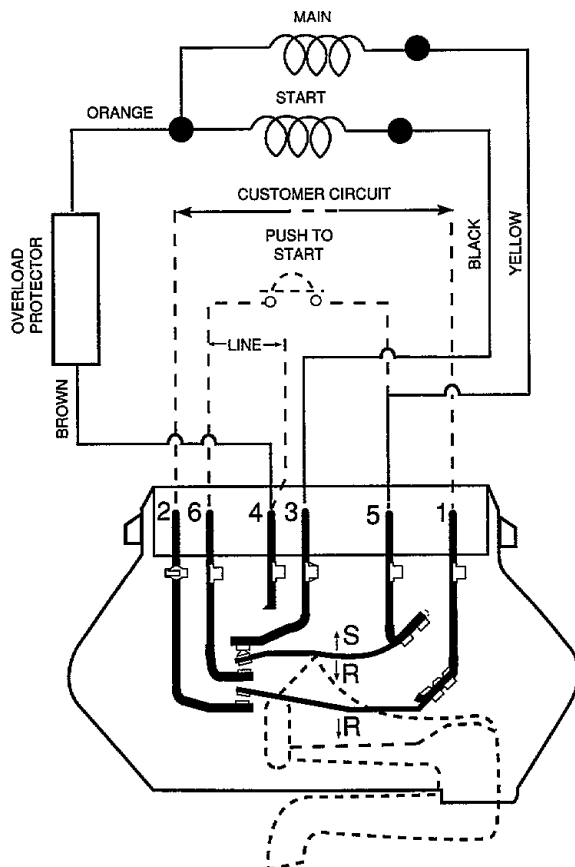 MAIN
ORANGE
START
CUSTOMER CIRCUIT
PUSH TO
START
BLACK
YELLOW
OVERLOAD
PROTECTOR
LINE
BROWN
2 6 4 3 5 1
S
R
R